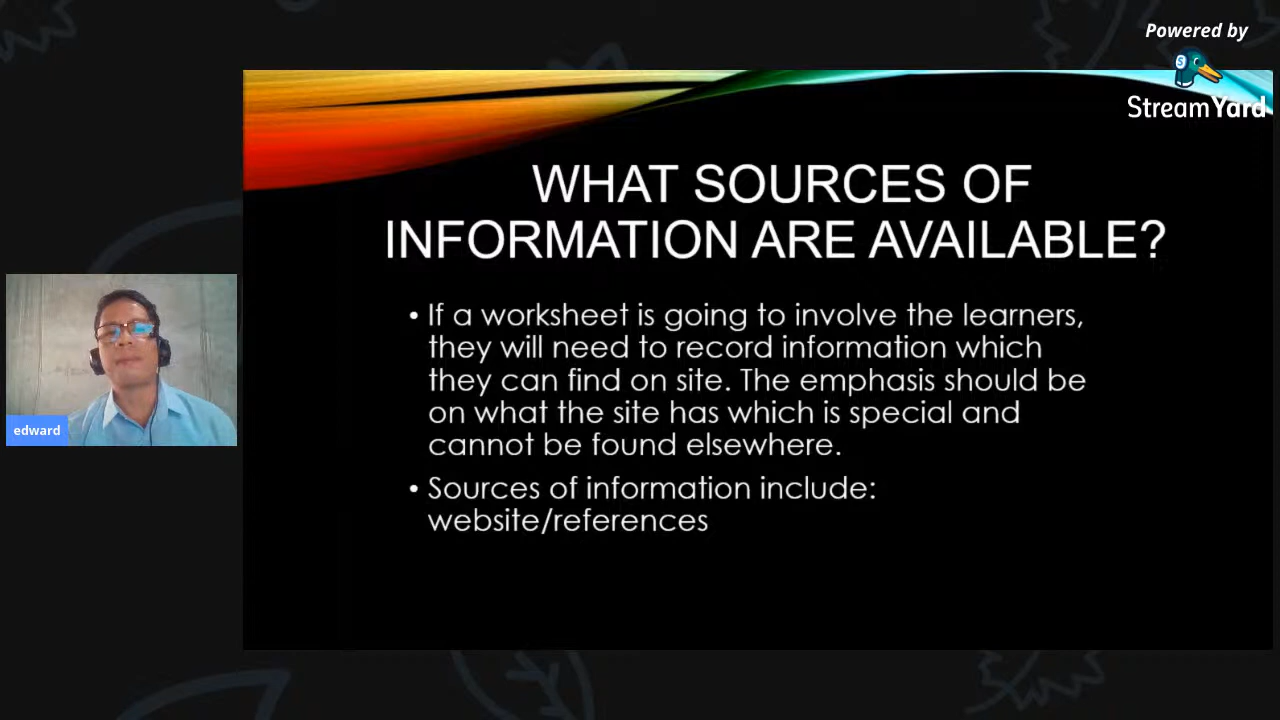 Powered by
StreamYard
WHAT SOURCES OF
INFORMATION ARE AVAILABLE?
• If a worksheet is going to involve the learners,
they will need to record information which
they can find on site. The emphasis should be
on what the site has which is special and
cannot be found elsewhere.
• Sources of information include:
website/references
edward